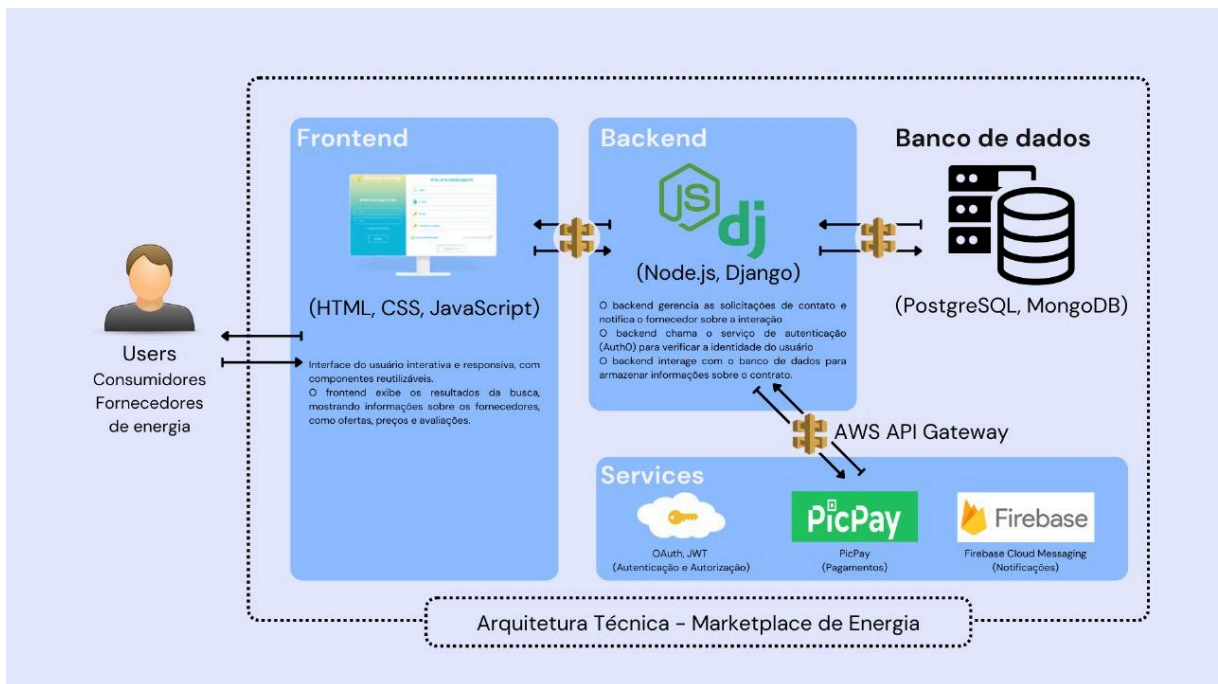 Frontend
(HTML, CSS, JavaScript)
Interface do usuário interativa e responsiva, com
componentes reutilizáveis.
O frontend exibe os resultados da busca,
mostrando informações sobre os fornecedores,
como ofertas, preços e avaliações.
Backend
JS
dj
(Node.js, Django)
O backend gerencia as solicitações de contato e
notifica o fornecedor sobre a interação
O backend chama o serviço de autenticação
(Auth0) para verificar a identidade do usuário
O backend interage com o banco de dados para
armazenar informações sobre o contrato.
Banco de dados
(PostgreSQL, MongoDB)
Users
Consumidores
Fornecedores
de energia
AWS API Gateway
Services
OAuth, JWT
(Autenticação e Autorização)
PicPay
PicPay
(Pagamentos)
Firebase
Firebase Cloud Messaging
(Notificações)
Arquitetura Técnica - Marketplace de Energia